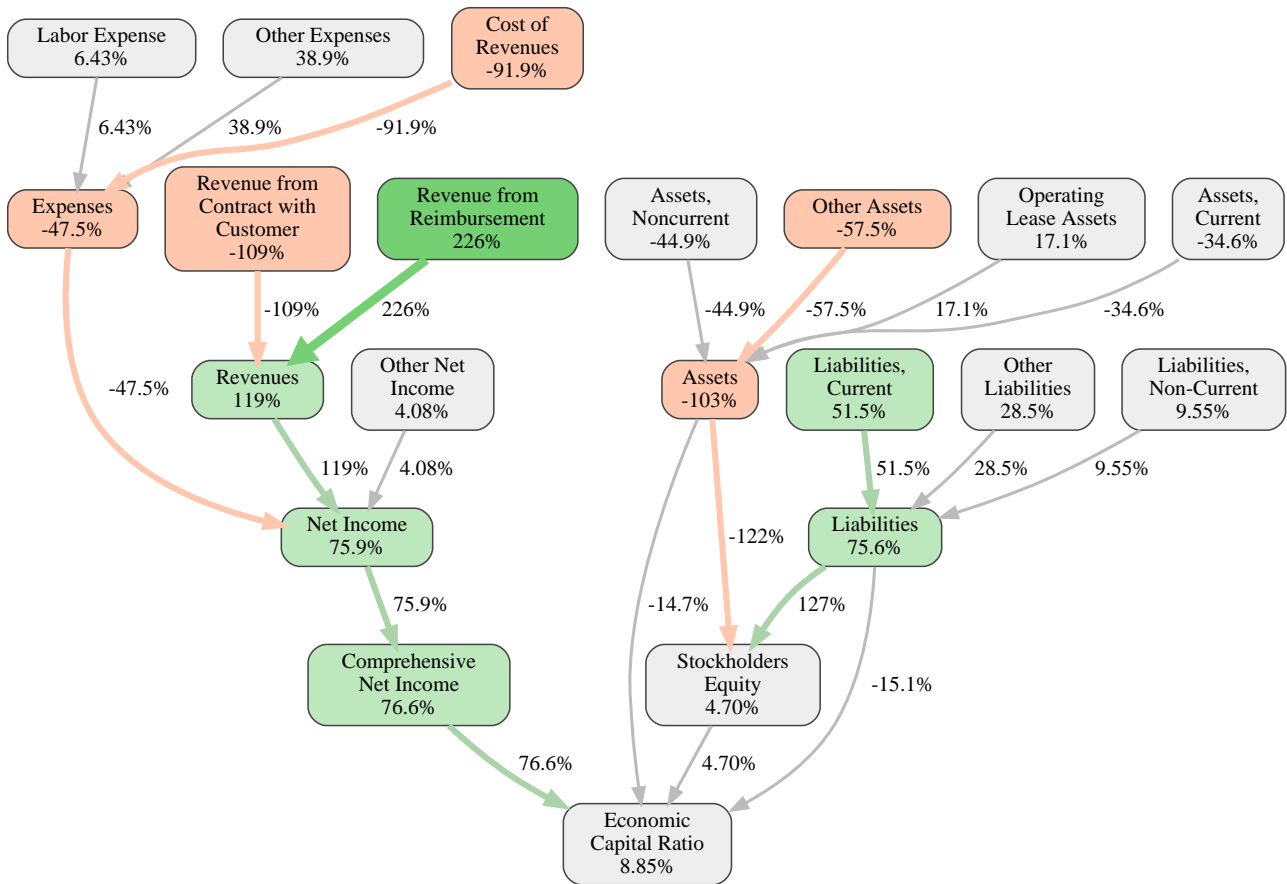 Labor Expense
6.43%
Other Expenses
38.9%
Cost of
Revenues
-91.9%
6.43%
38.9%
-91.9%
Expenses
-47.5%
Revenue from
Contract with
Customer
-109%
Revenue from
Reimbursement
226%
Assets,
Noncurrent
-44.9%
Other Assets
-57.5%
Operating
Lease Assets
17.1%
Assets,
Current
-34.6%
-109%
226%
-44.9%
-57.5%
17.1%
-34.6%
-47.5%
Revenues
119%
Other Net
Income
4.08%
Assets
-103%
Liabilities,
Current
51.5%
Other
Liabilities
28.5%
Liabilities,
Non-Current
9.55%
119%
4.08%
51.5%
28.5%
9.55%
Net Income
75.9%
-122%
Liabilities
75.6%
75.9%
-14.7%
127%
Comprehensive
Net Income
76.6%
Stockholders
Equity
4.70%
-15.1%
76.6%
4.70%
Economic
Capital Ratio
8.85%